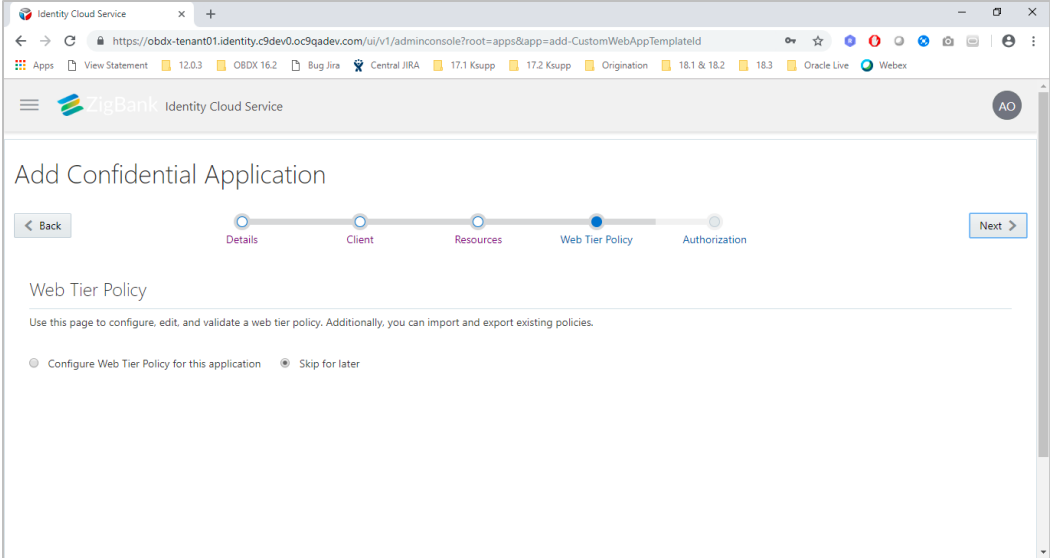 Identity Cloud Service
https://obdx-tenant01.identity.c9dev0.oc9qadev.com/ui/v1/adminconsole?root=apps&app=add-CustomWebAppTemplateId
Apps View Statement 12.0.3 OBDX 16.2 Bug Jira Central JIRA 17.1 Ksupp 17.2 Ksupp Origination 18.1 & 18.2 18.3 Oracle Live Webex
ZigBank Identity Cloud Service AO
Add Confidential Application
Back Next
Details Client Resources Web Tier Policy Authorization
Web Tier Policy
Use this page to configure, edit, and validate a web tier policy. Additionally, you can import and export existing policies.
Configure Web Tier Policy for this application Skip for later